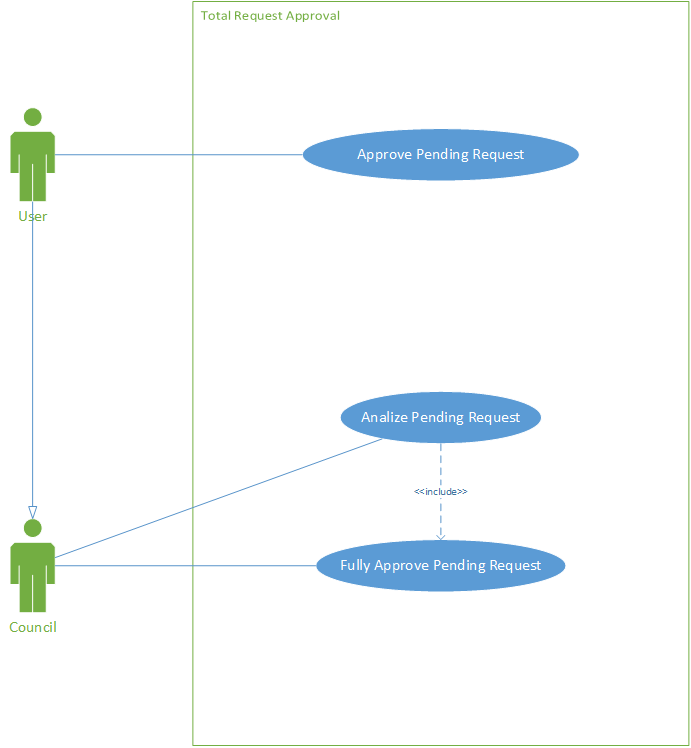 Total Request Approval
Approve Pending Request
User
Analize Pending Request
<<include>>
Fully Approve Pending Request
Council